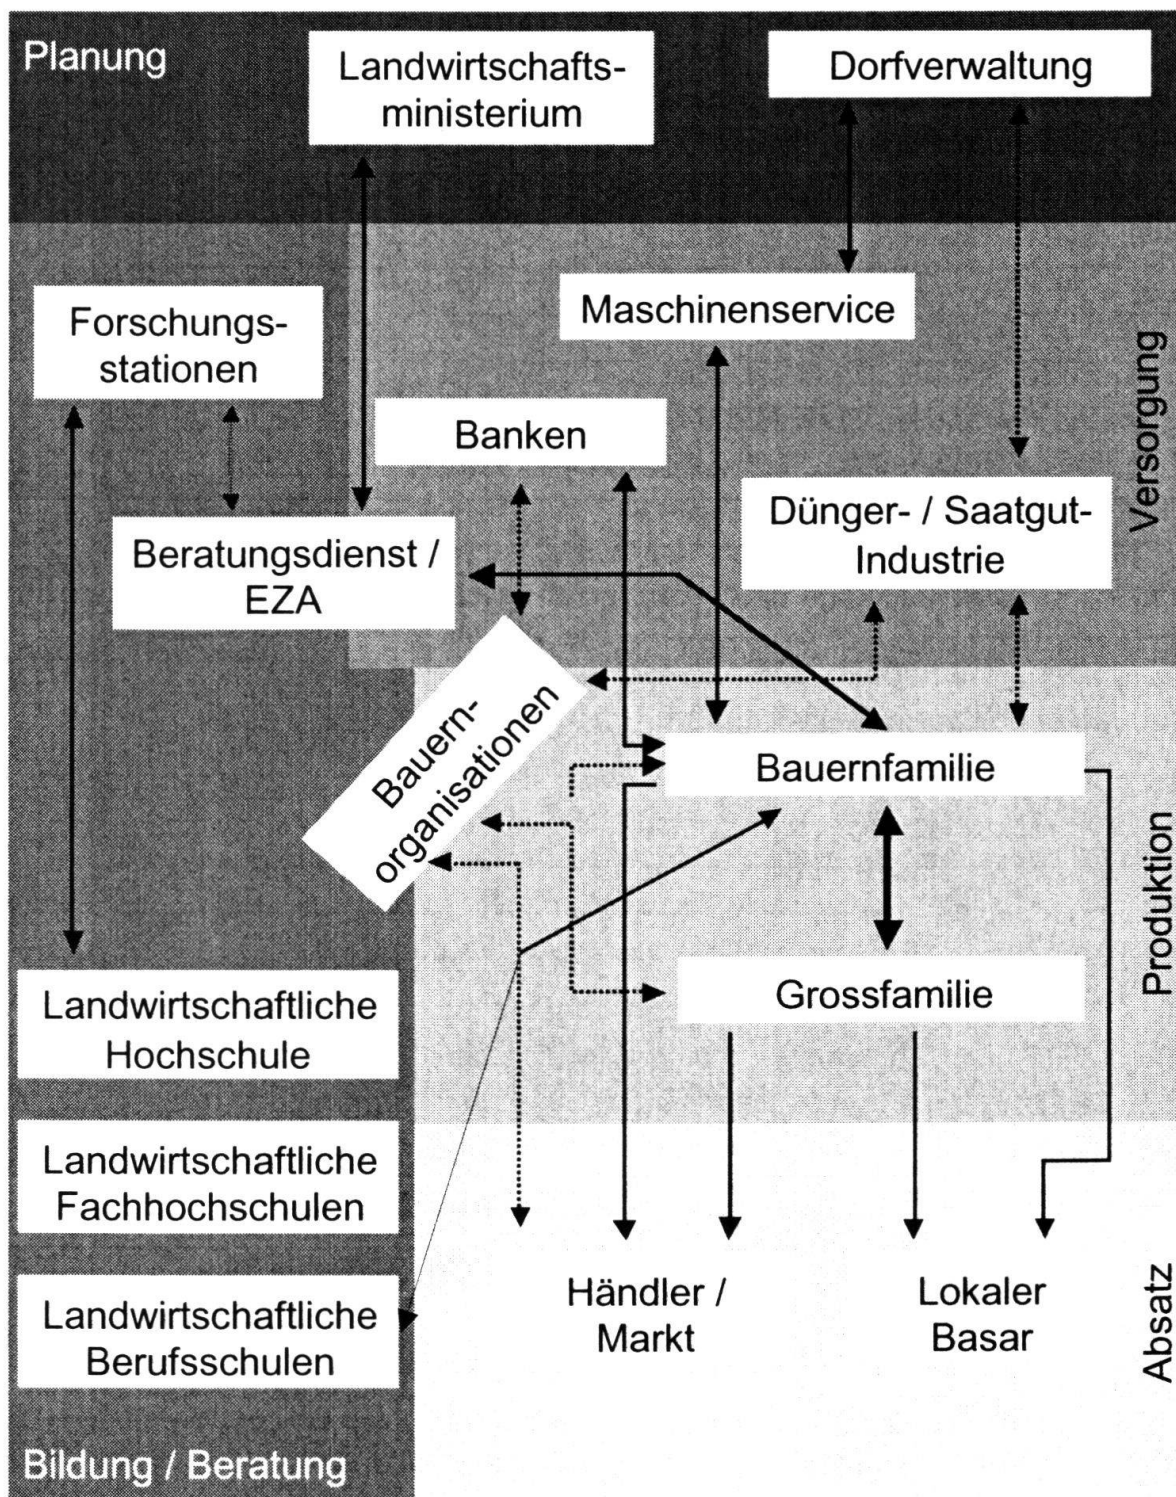 Planung
Landwirtschafts-
ministerium
Dorfverwaltung
Forschungs-
stationen
Maschinenservice
Versorgung
Banken
Dünger- / Saatgut-
Industrie
Beratungsdienst /
EZA
Bauern-
organisationen
Bauernfamilie
Produktion
Grossfamilie
Landwirtschaftliche
Hochschule
Landwirtschaftliche
Fachhochschulen
Landwirtschaftliche
Berufsschulen
Händler /
Markt
Lokaler
Basar
Absatz
Bildung / Beratung